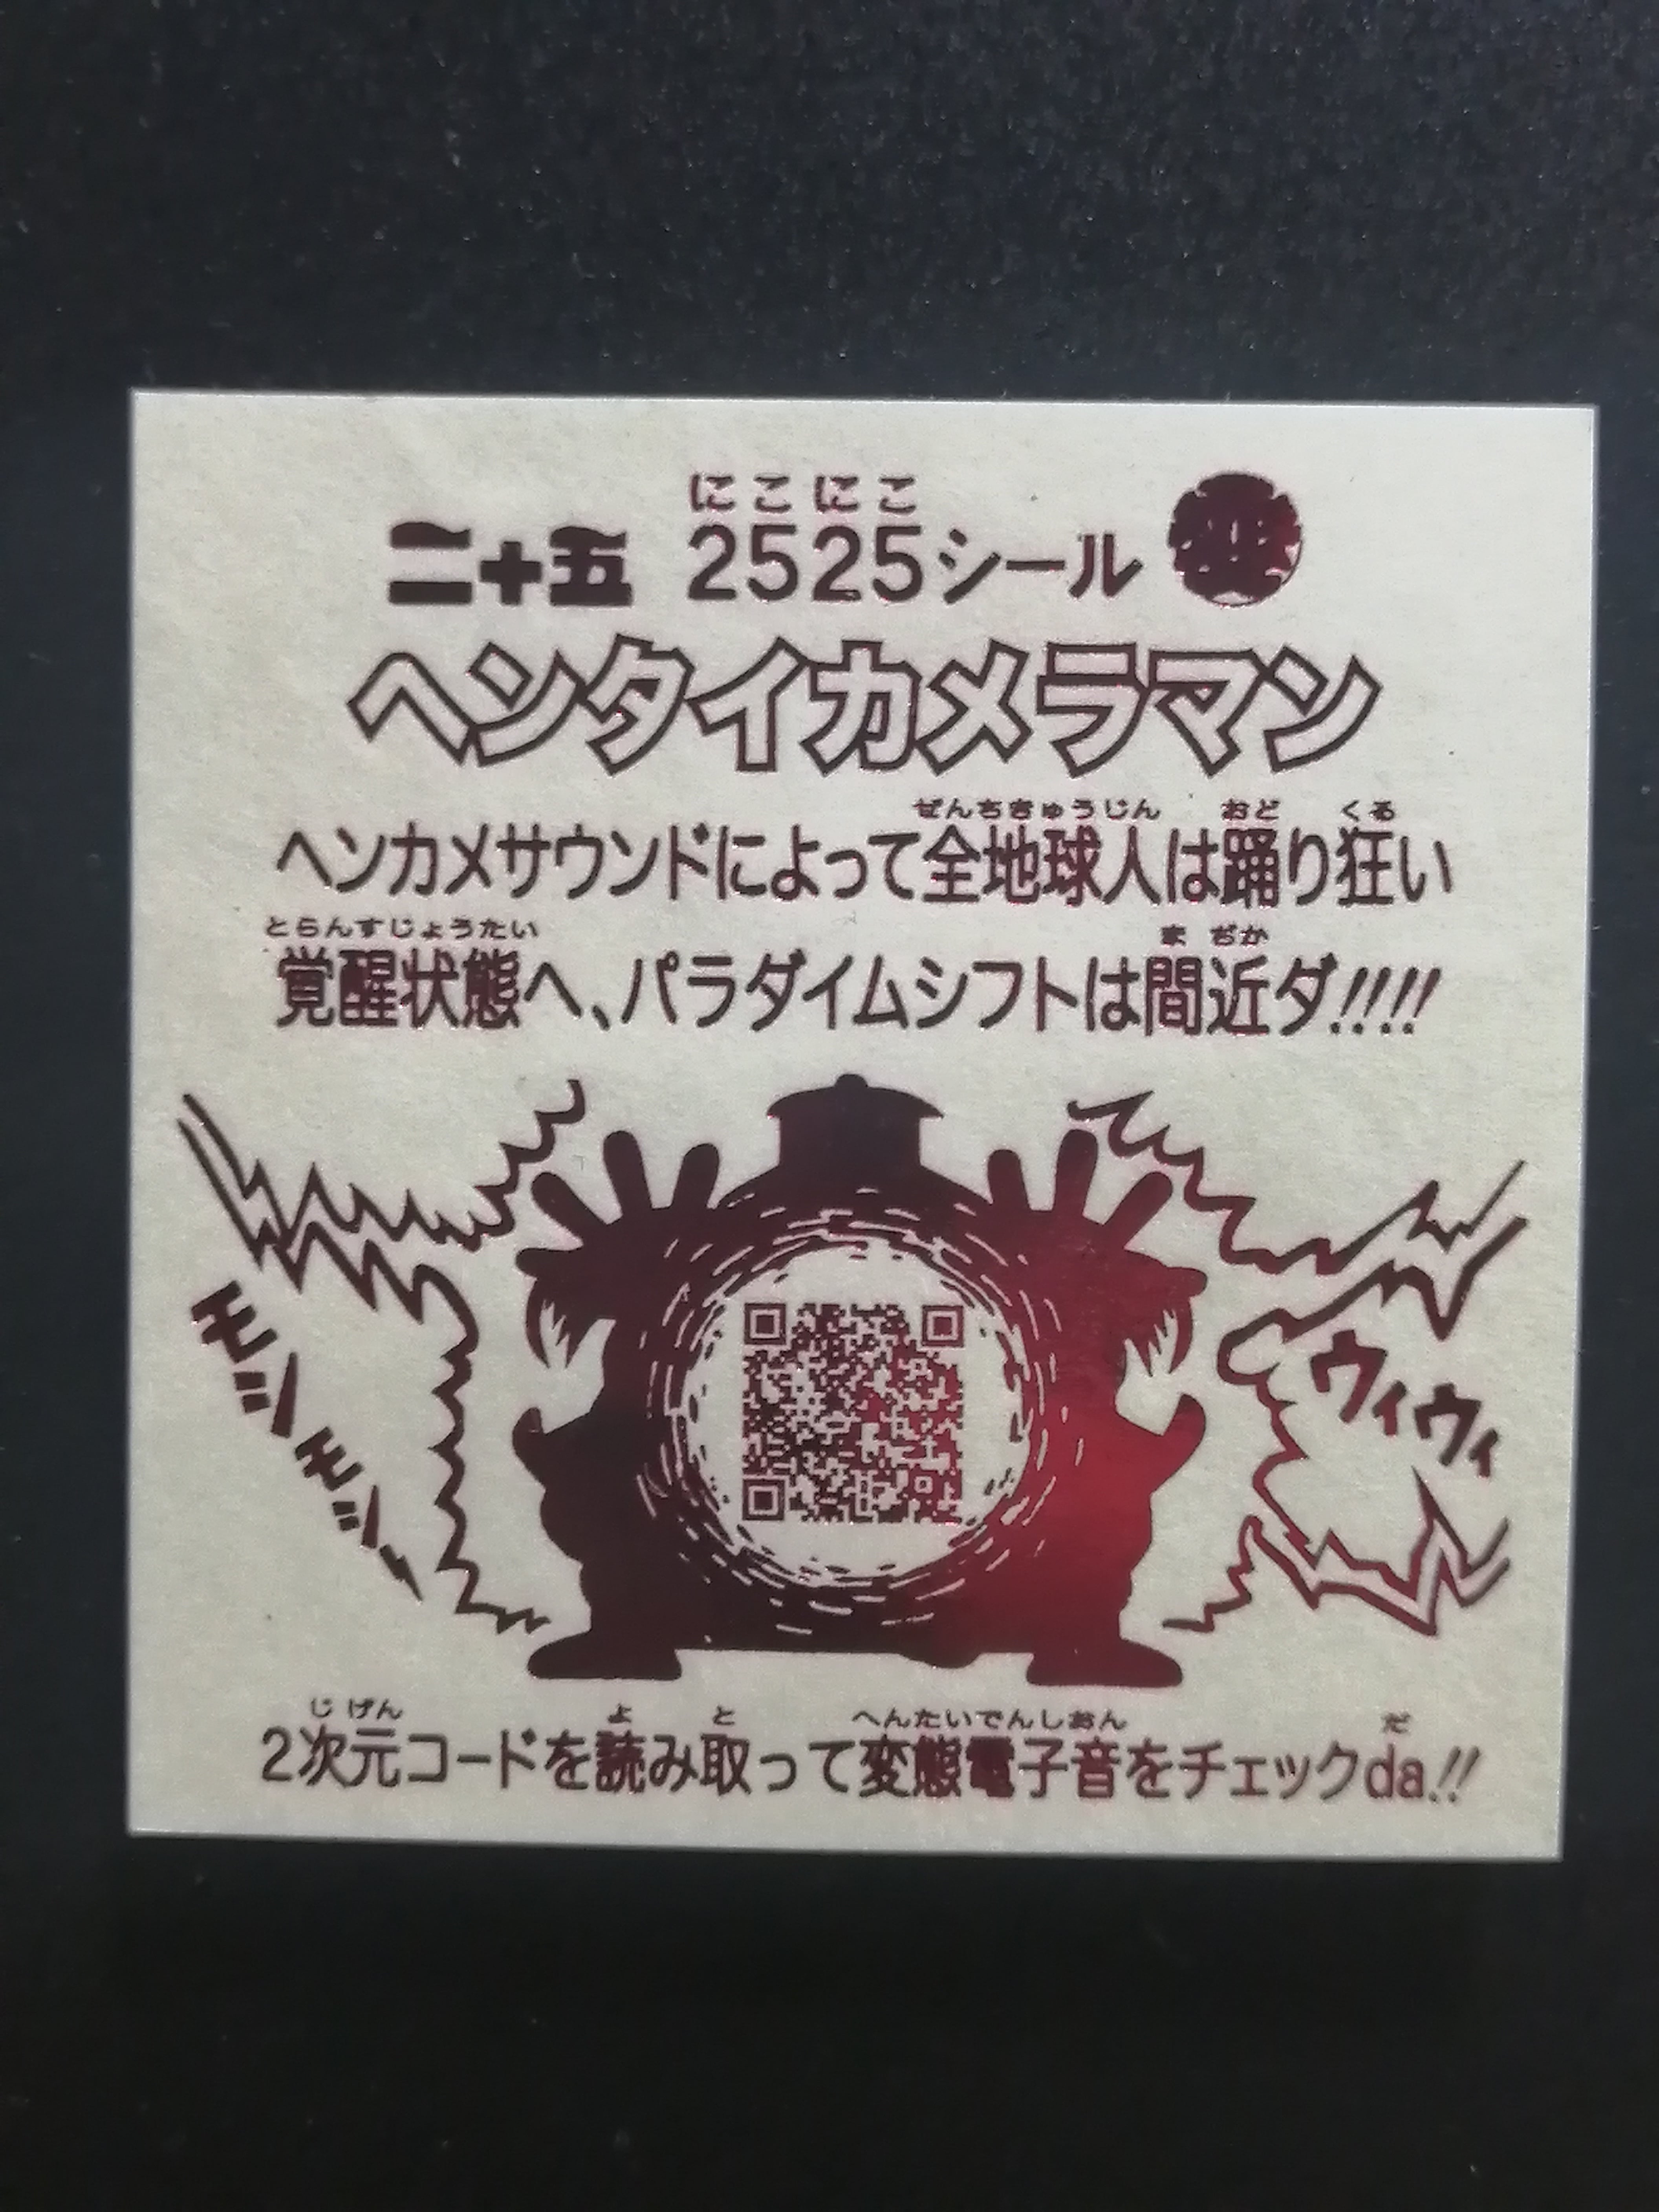 にこにこ
二十五 2525シール
ヘンタイカメラマン
ぜんちきゅうじん おど くる
ヘンカメサウンドによって全地球人は踊り狂い
とらんすじょうたい ま ぢか
覚醒状態へ、パラダイムシフトは間近ダ!!!!
モンモン
ウィウィ
じげん よ と へんたいでんしおん だ
2次元コードを読み取って変態電子音をチェックda!!